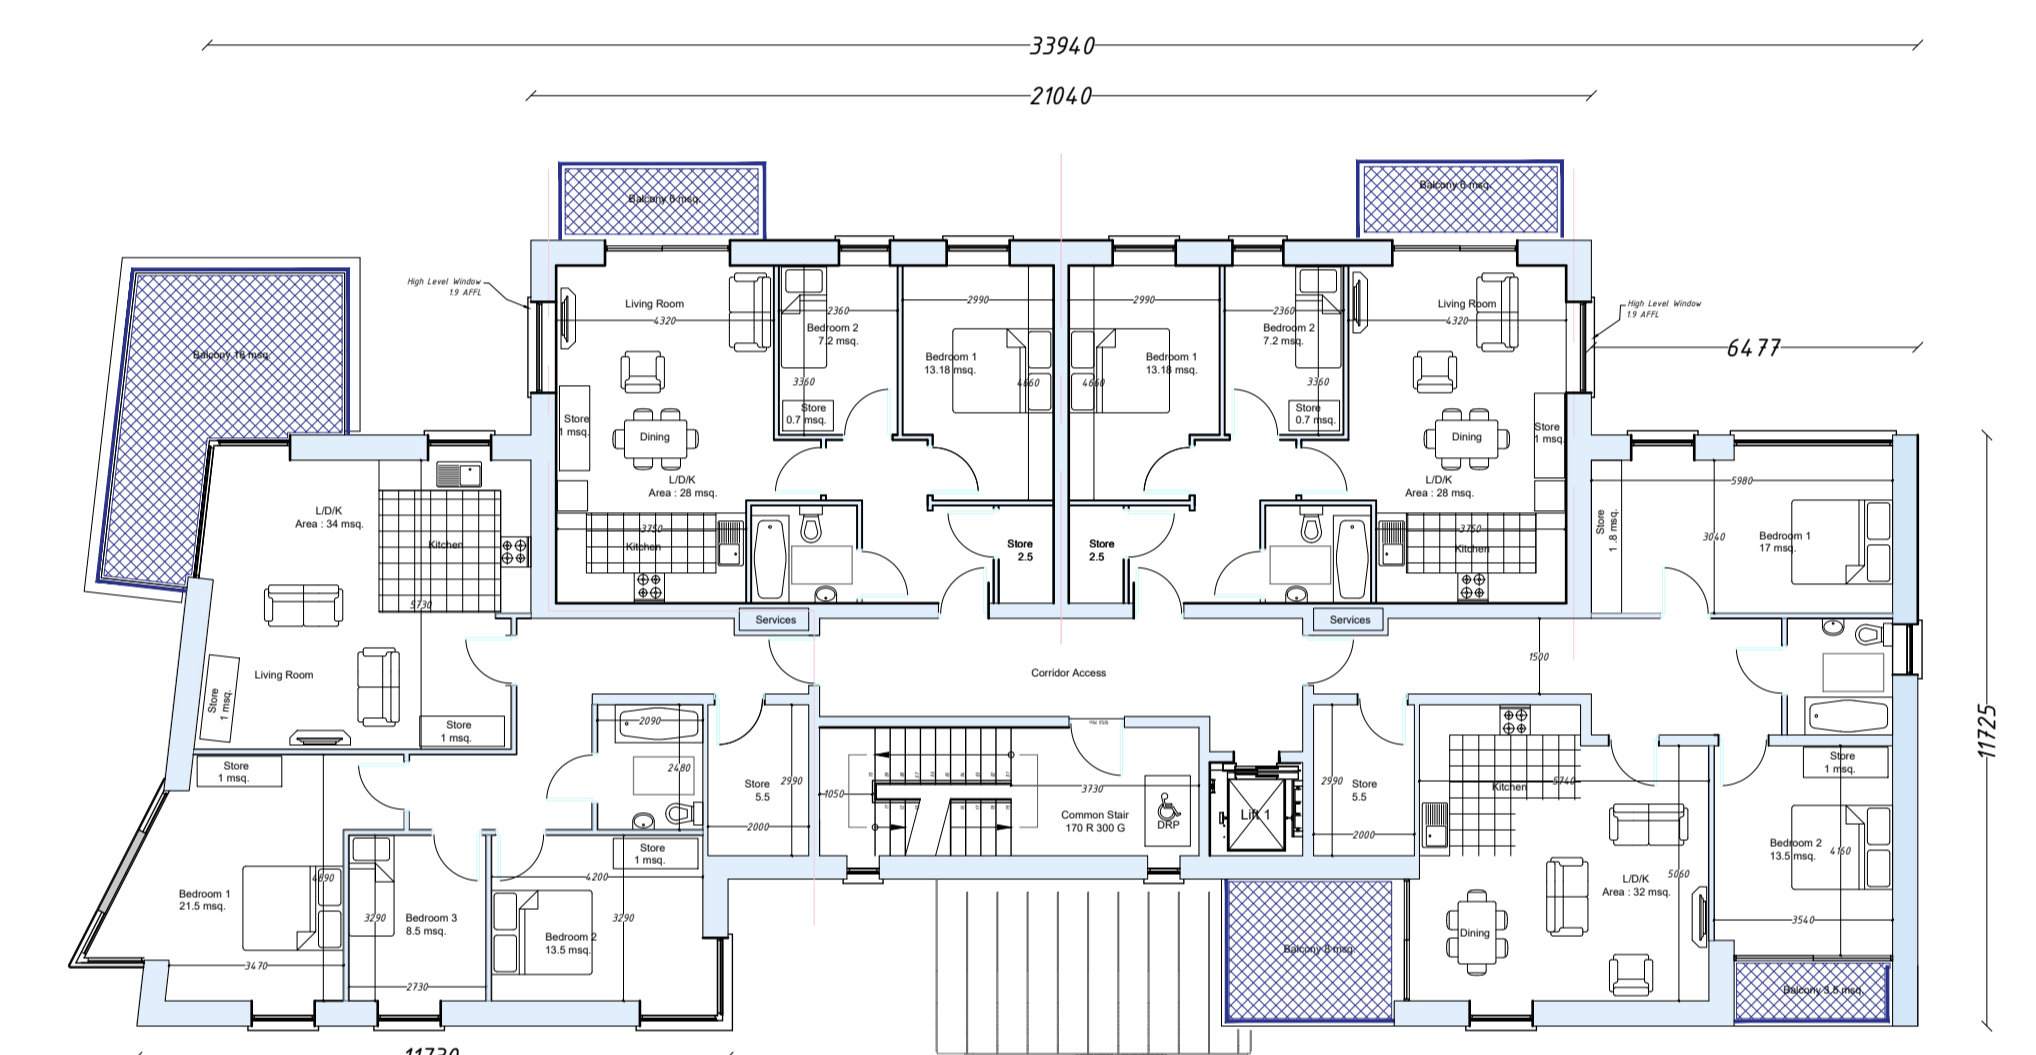 33940
21040
Balcony 6 msq.
Balcony 6 msq.
High Level Window
1.9 AFFL
High Level Window
1.9 AFFL
Living Room
4320
Bedroom 2
7.2 msq.
2360
3360
Store
0.7 msq.
2990
Bedroom 1
13.18 msq.
4660
2990
Bedroom 1
13.18 msq.
4660
2360
Bedroom 2
7.2 msq.
3360
Store
0.7 msq.
Living Room
4320
6477
Balcony 18 msq.
Store
1 msq.
Dining
L/D/K
Area : 28 msq.
3750
Kitchen
Store
2.5
Store
2.5
Dining
Store
1 msq.
L/D/K
Area : 28 msq.
3750
Kitchen
5980
Store
1.8 msq.
3040
Bedroom 1
17 msq.
L/D/K
Area : 34 msq.
Kitchen
5730
Services
Services
Living Room
Store
1 msq.
Store
1 msq.
Corridor Access
1500
11725
Store
1 msq.
2090
2480
Store
5.5
2990
2000
1050
3730
Common Stair
170 R 300 G
DRP
Lift 1
2990
Store
5.5
2000
Kitchen
5740
Store
1 msq.
Bedroom 2
13.5 msq.
4160
3540
Bedroom 1
21.5 msq.
4690
3470
3290
Bedroom 3
8.5 msq.
2730
Store
1 msq.
4200
3290
Bedroom 2
13.5 msq.
Balcony 8 msq.
Dining
L/D/K
Area : 32 msq.
5060
Balcony 3.5 msq.
11730